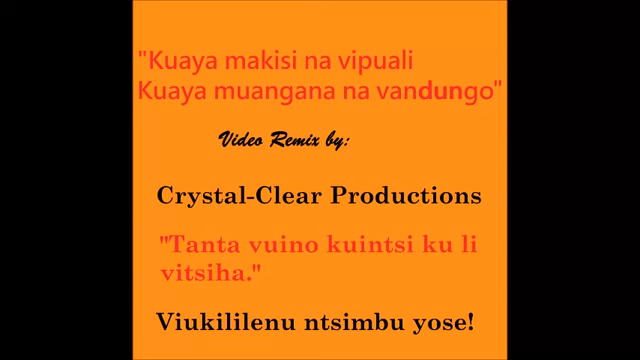 "Kuaya makisi na vipuali
Kuaya muangana na vandungo"
Video Remix by:
Crystal-Clear Productions
"Tanta vuino kuintsi ku li
vitsiha."
Viukililenu ntsimbu yose!